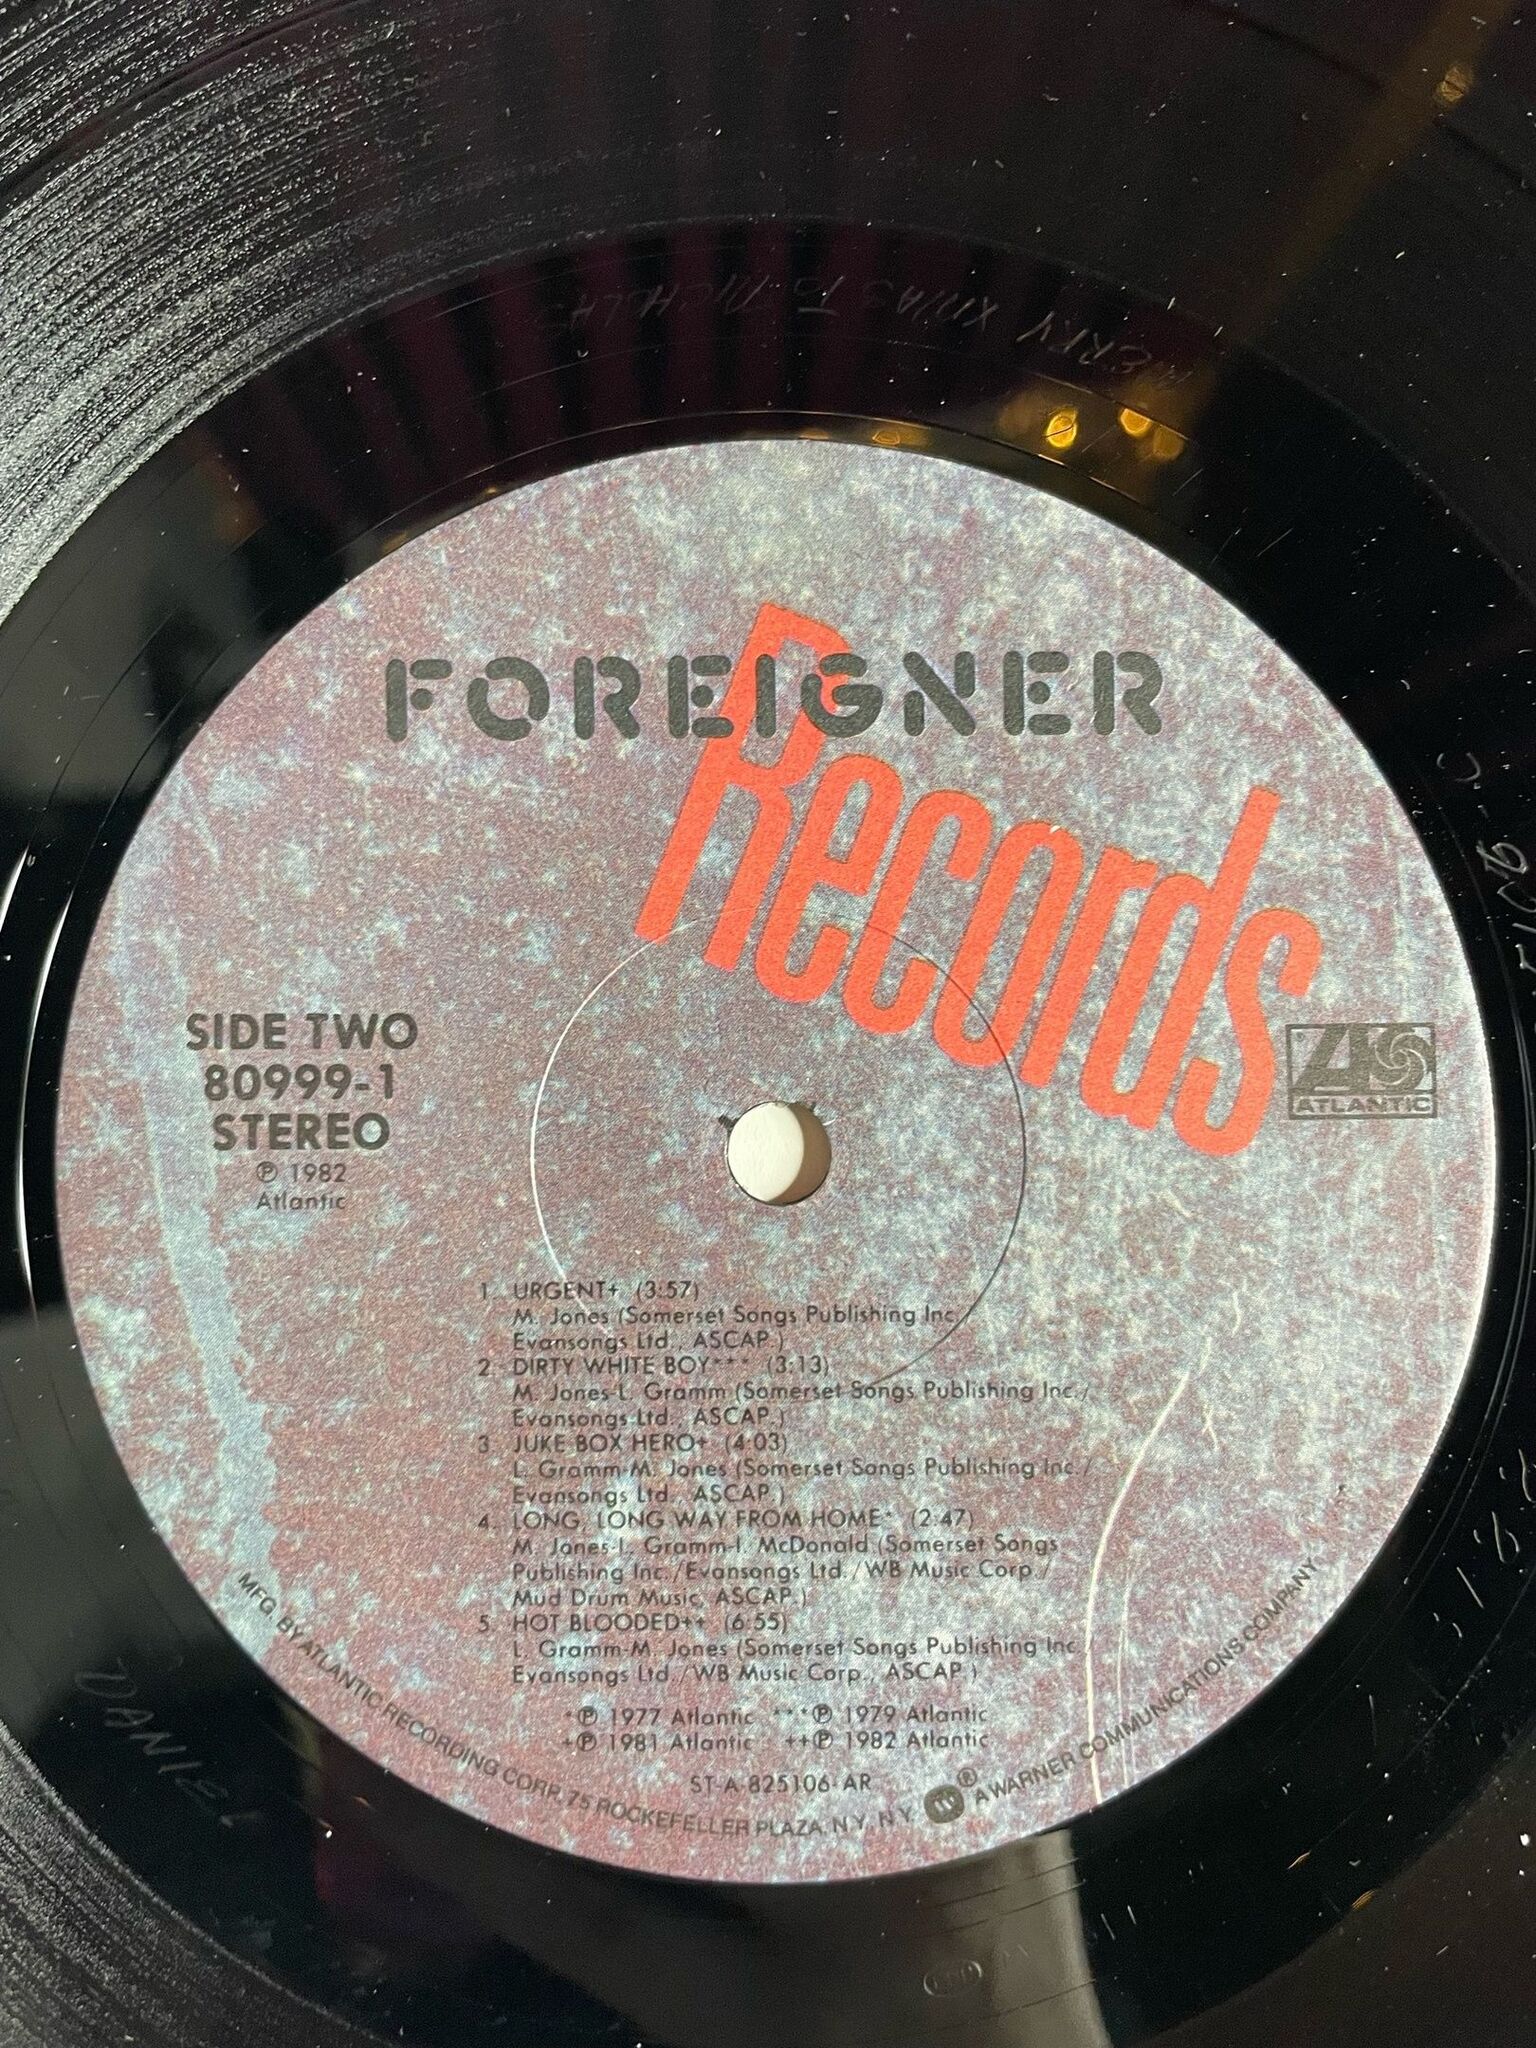 MERRY XMAS TO NICHOLAS
FOREIGNER
Records
SIDE TWO
80999-1
STEREO
℗ 1982
Atlantic
ATLANTIC
1. URGENT+ (3:57)
M. Jones (Somerset Songs Publishing Inc.
Evansongs Ltd., ASCAP.)
2. DIRTY WHITE BOY*** (3:13)
M. Jones-L. Gramm (Somerset Songs Publishing Inc./
Evansongs Ltd., ASCAP.)
3. JUKE BOX HERO+ (4:03)
L. Gramm-M. Jones (Somerset Songs Publishing Inc./
Evansongs Ltd., ASCAP.)
4. LONG, LONG WAY FROM HOME* (2:47)
M. Jones-L. Gramm-I. McDonald (Somerset Songs
Publishing Inc./Evansongs Ltd./WB Music Corp./
Mud Drum Music, ASCAP.)
5. HOT BLOODED++ (6:55)
L. Gramm-M. Jones (Somerset Songs Publishing Inc.
Evansongs Ltd./WB Music Corp., ASCAP.)
*℗ 1977 Atlantic ***℗ 1979 Atlantic
+℗ 1981 Atlantic ++℗ 1982 Atlantic
ST-A-825106-AR
MFG. BY ATLANTIC RECORDING CORP., 75 ROCKEFELLER PLAZA, N.Y., N.Y. ® A WARNER COMMUNICATIONS COMPANY
DANIEL